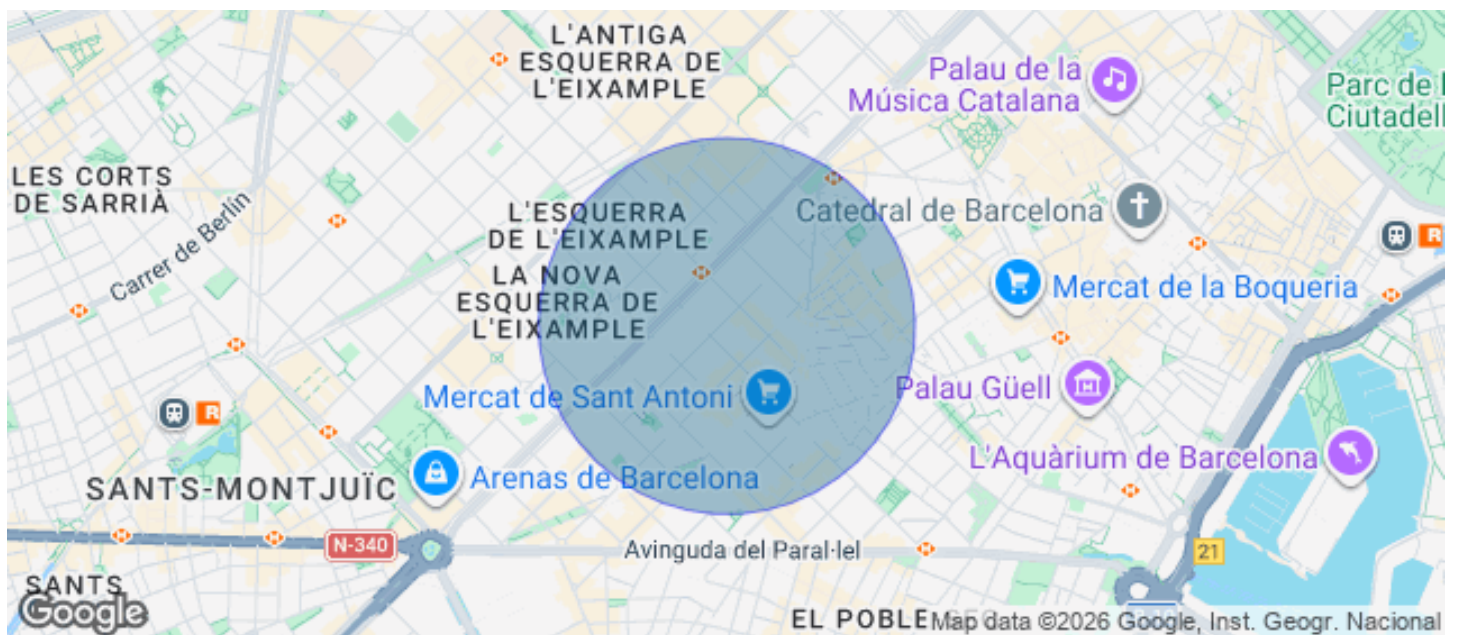 L'ANTIGA
ESQUERRA DE
L'EIXAMPLE
Palau de la
Música Catalana
Parc de
Ciutadell
LES CORTS
DE SARRIÀ
Carrer de Berlín
L'ESQUERRA
DE L'EIXAMPLE
Catedral de Barcelona
R
LA NOVA
ESQUERRA DE
L'EIXAMPLE
Mercat de la Boqueria
Mercat de Sant Antoni
Palau Güell
R
SANTS-MONTJUÏC
Arenas de Barcelona
L'Aquàrium de Barcelona
N-340
Avinguda del Paral·lel
21
SANTS
Google
EL POBLE
Map data ©2026 Google, Inst. Geogr. Nacional